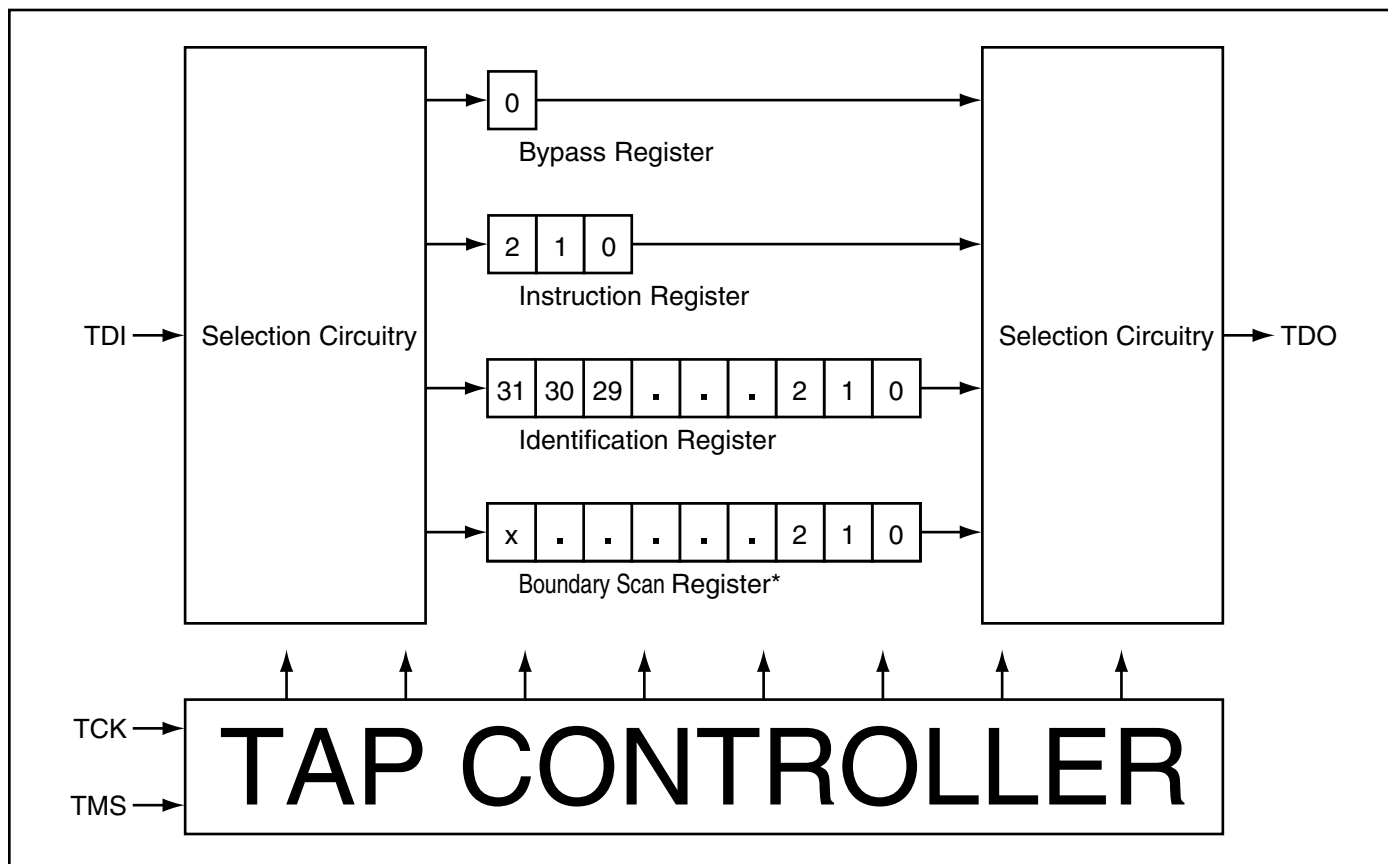 0
Bypass Register
2 1 0
Instruction Register
TDI
Selection Circuitry
Selection Circuitry
TDO
31 30 29 . . . 2 1 0
Identification Register
x . . . . . 2 1 0
Boundary Scan Register*
TCK
TMS
TAP CONTROLLER